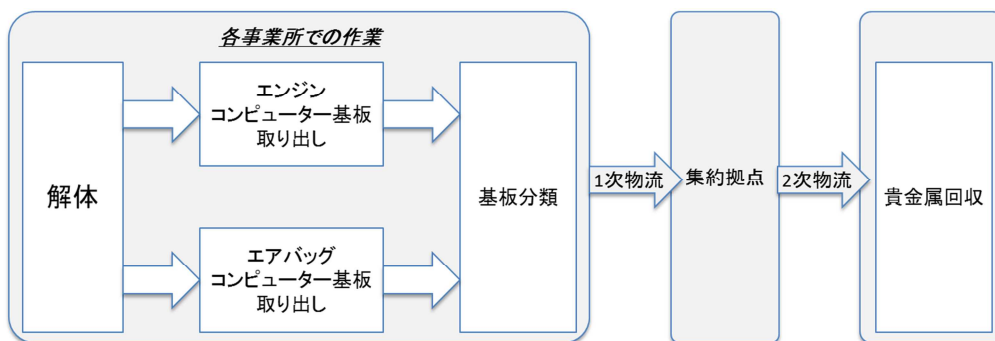 各事業所での作業
解体
エンジン
コンピューター基板
取り出し
エアバッグ
コンピューター基板
取り出し
基板分類
1次物流
集約拠点
2次物流
貴金属回収